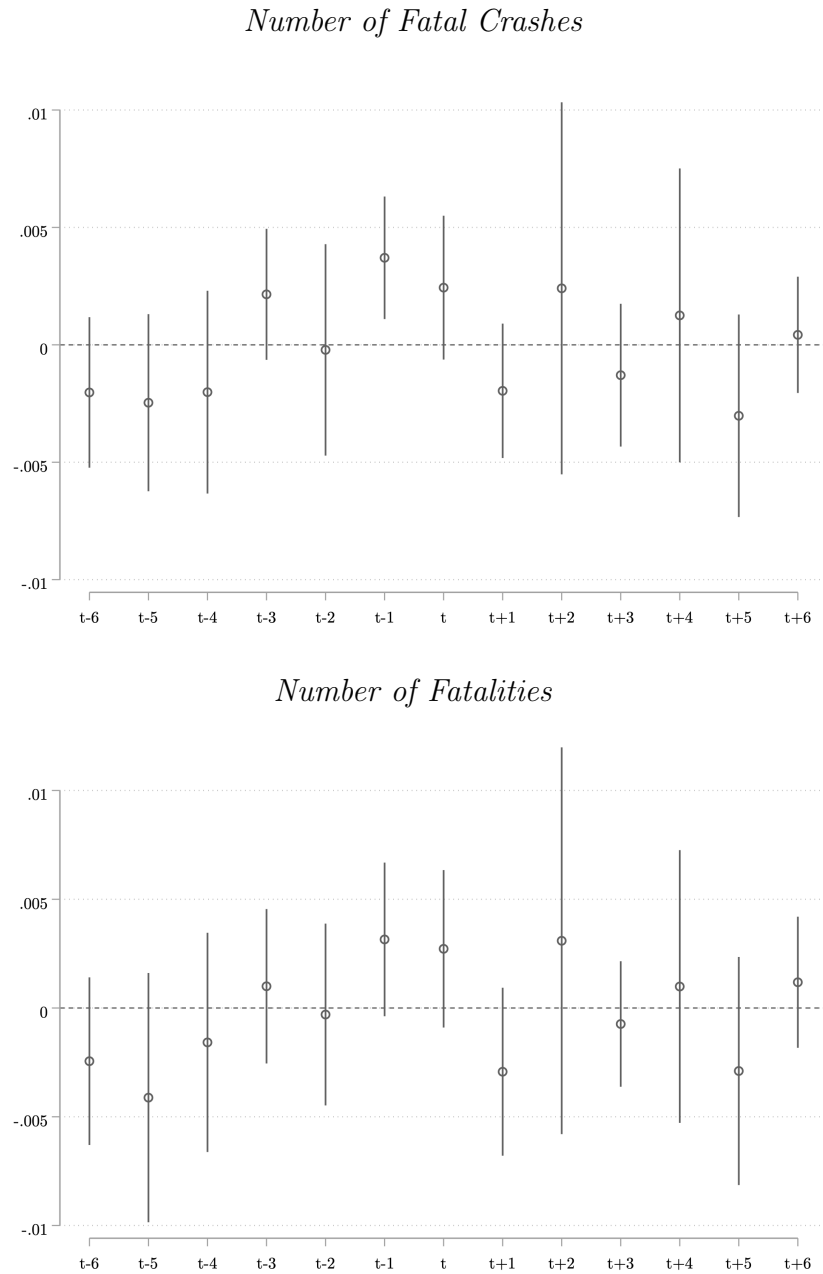 Number of Fatal Crashes
.01
.005
0
-.005
-.01
t-6 t-5 t-4 t-3 t-2 t-1 t t+1 t+2 t+3 t+4 t+5 t+6
Number of Fatalities
.01
.005
0
-.005
-.01
t-6 t-5 t-4 t-3 t-2 t-1 t t+1 t+2 t+3 t+4 t+5 t+6